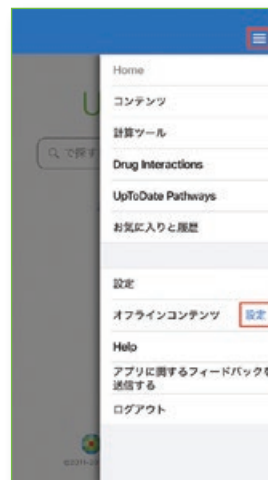 Home
コンテンツ
U
計算ツール
で探す
Drug Interactions
UpToDate Pathways
お気に入りと履歴
設定
オフラインコンテンツ 設定
Help
アプリに関するフィードバックを
送信する
ログアウト